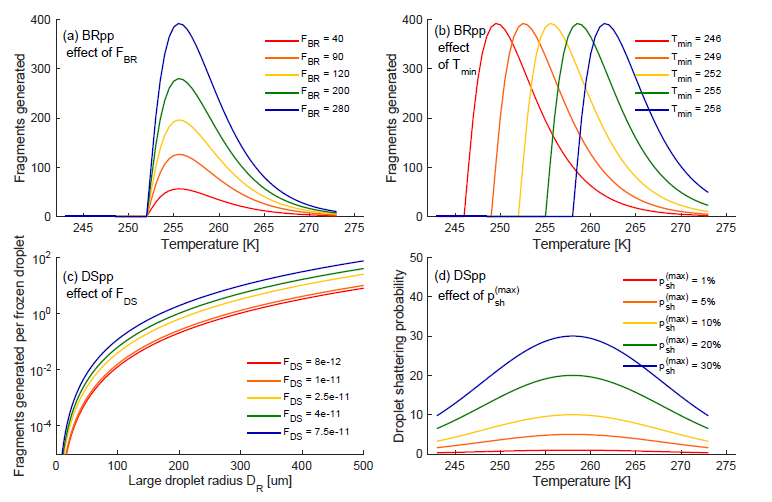 (a) BRpp
effect of F_BR
F_BR = 40
F_BR = 90
F_BR = 120
F_BR = 200
F_BR = 280
Fragments generated
400
300
200
100
0
245
250
255
260
265
270
275
Temperature [K]
(b) BRpp
effect
of T_min
T_min = 246
T_min = 249
T_min = 252
T_min = 255
T_min = 258
Fragments generated
400
300
200
100
0
245
250
255
260
265
270
275
Temperature [K]
(c) DSpp
effect of F_DS
F_DS = 8e-12
F_DS = 1e-11
F_DS = 2.5e-11
F_DS = 4e-11
F_DS = 7.5e-11
Fragments generated per frozen droplet
10^2
10^0
10^-2
10^-4
0
100
200
300
400
500
Large droplet radius D_R [um]
(d) DSpp
effect of p_sh^(max)
p_sh^(max) = 1%
p_sh^(max) = 5%
p_sh^(max) = 10%
p_sh^(max) = 20%
p_sh^(max) = 30%
Droplet shattering probability
50
40
30
20
10
0
245
250
255
260
265
270
275
Temperature [K]